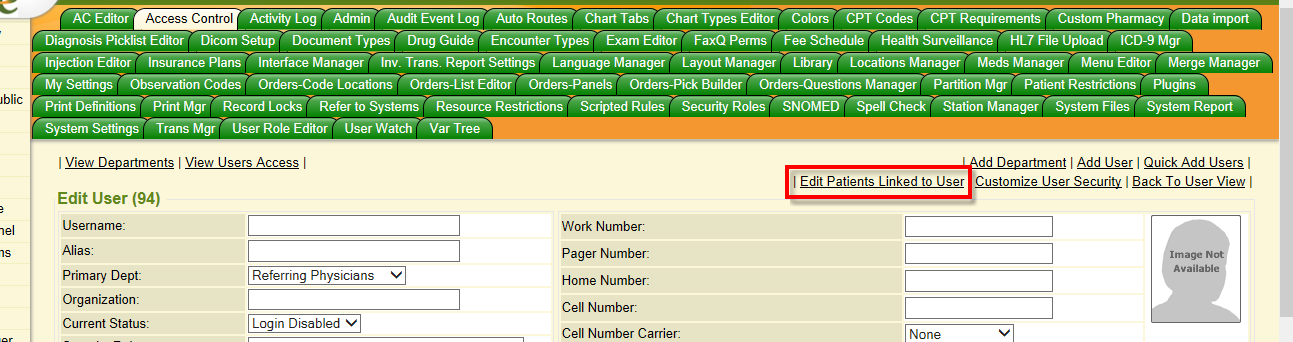 AC Editor Access Control Activity Log Admin Audit Event Log Auto Routes Chart Tabs Chart Types Editor Colors CPT Codes CPT Requirements Custom Pharmacy Data import
Diagnosis Picklist Editor Dicom Setup Document Types Drug Guide Encounter Types Exam Editor FaxQ Perms Fee Schedule Health Surveillance HL7 File Upload ICD-9 Mgr
Injection Editor Insurance Plans Interface Manager Inv. Trans. Report Settings Language Manager Layout Manager Library Locations Manager Meds Manager Menu Editor Merge Manager
My Settings Observation Codes Orders-Code Locations Orders-List Editor Orders-Panels Orders-Pick Builder Orders-Questions Manager Partition Mgr Patient Restrictions Plugins
Print Definitions Print Mgr Record Locks Refer to Systems Resource Restrictions Scripted Rules Security Roles SNOMED Spell Check Station Manager System Files System Report
System Settings Trans Mgr User Role Editor User Watch Var Tree
| View Departments | View Users Access | | Add Department | Add User | Quick Add Users |
| Edit Patients Linked to User Customize User Security | Back To User View |
Edit User (94)
Username: Work Number:
Alias: Pager Number:
Primary Dept: Referring Physicians Home Number:
Organization: Cell Number:
Current Status: Login Disabled Cell Number Carrier: None
Image Not
Available